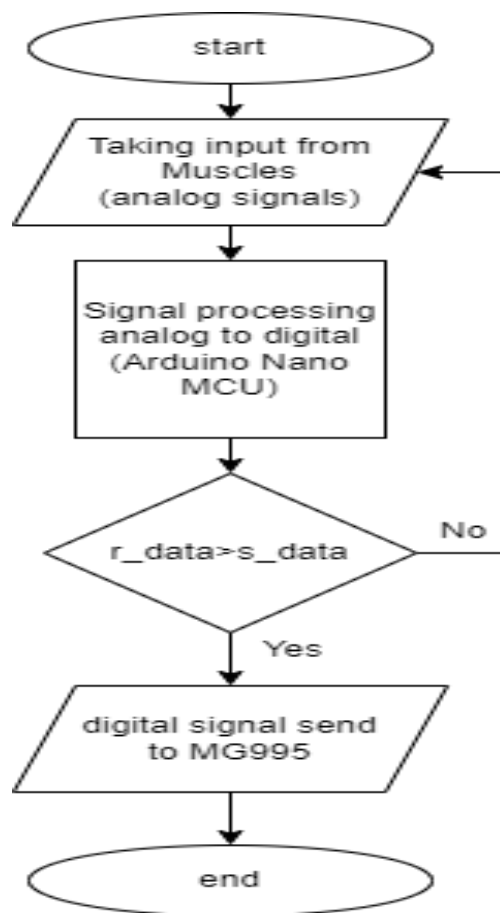 start
Taking input from
Muscles
(analog signals)
Signal processing
analog to digital
(Arduino Nano
MCU)
r_data>s_data
No
Yes
digital signal send
to MG995
end